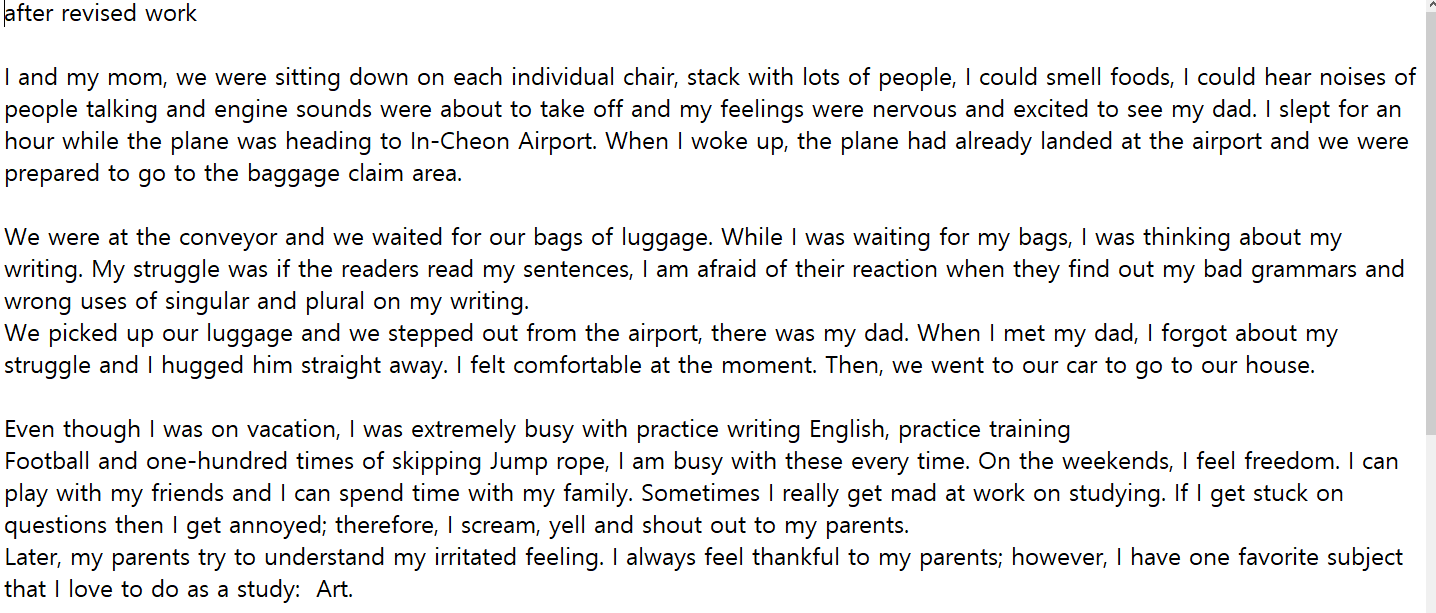 after revised work
I and my mom, we were sitting down on each individual chair, stack with lots of people, I could smell foods, I could hear noises of
people talking and engine sounds were about to take off and my feelings were nervous and excited to see my dad. I slept for an
hour while the plane was heading to In-Cheon Airport. When I woke up, the plane had already landed at the airport and we were
prepared to go to the baggage claim area.
We were at the conveyor and we waited for our bags of luggage. While I was waiting for my bags, I was thinking about my
writing. My struggle was if the readers read my sentences, I am afraid of their reaction when they find out my bad grammars and
wrong uses of singular and plural on my writing.
We picked up our luggage and we stepped out from the airport, there was my dad. When I met my dad, I forgot about my
struggle and I hugged him straight away. I felt comfortable at the moment. Then, we went to our car to go to our house.
Even though I was on vacation, I was extremely busy with practice writing English, practice training
Football and one-hundred times of skipping Jump rope, I am busy with these every time. On the weekends, I feel freedom. I can
play with my friends and I can spend time with my family. Sometimes I really get mad at work on studying. If I get stuck on
questions then I get annoyed; therefore, I scream, yell and shout out to my parents.
Later, my parents try to understand my irritated feeling. I always feel thankful to my parents; however, I have one favorite subject
that I love to do as a study:  Art.